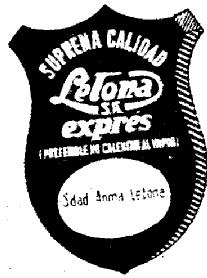 SUPREMA CALIDAD
Letona
S.A.
exprés
(PREFERIBLE NO CALENTAR AL VAPOR)
Sdad Anma Letona